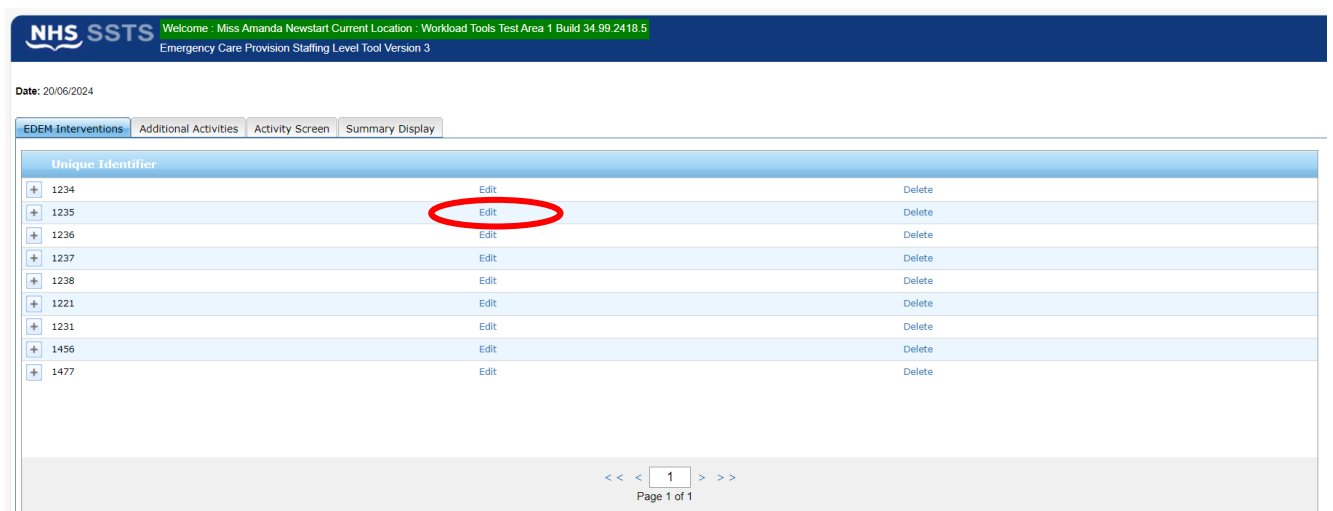 NHS SSTS Welcome : Miss Amanda Newstart Current Location : Workload Tools Test Area 1 Build 34.99.2418.5
Emergency Care Provision Staffing Level Tool Version 3
Date: 20/06/2024
EDEM Interventions Additional Activities Activity Screen Summary Display
Unique Identifier
+ 1234 Edit Delete
+ 1235 Edit Delete
+ 1236 Edit Delete
+ 1237 Edit Delete
+ 1238 Edit Delete
+ 1221 Edit Delete
+ 1231 Edit Delete
+ 1456 Edit Delete
+ 1477 Edit Delete
<< < 1 > >>
Page 1 of 1